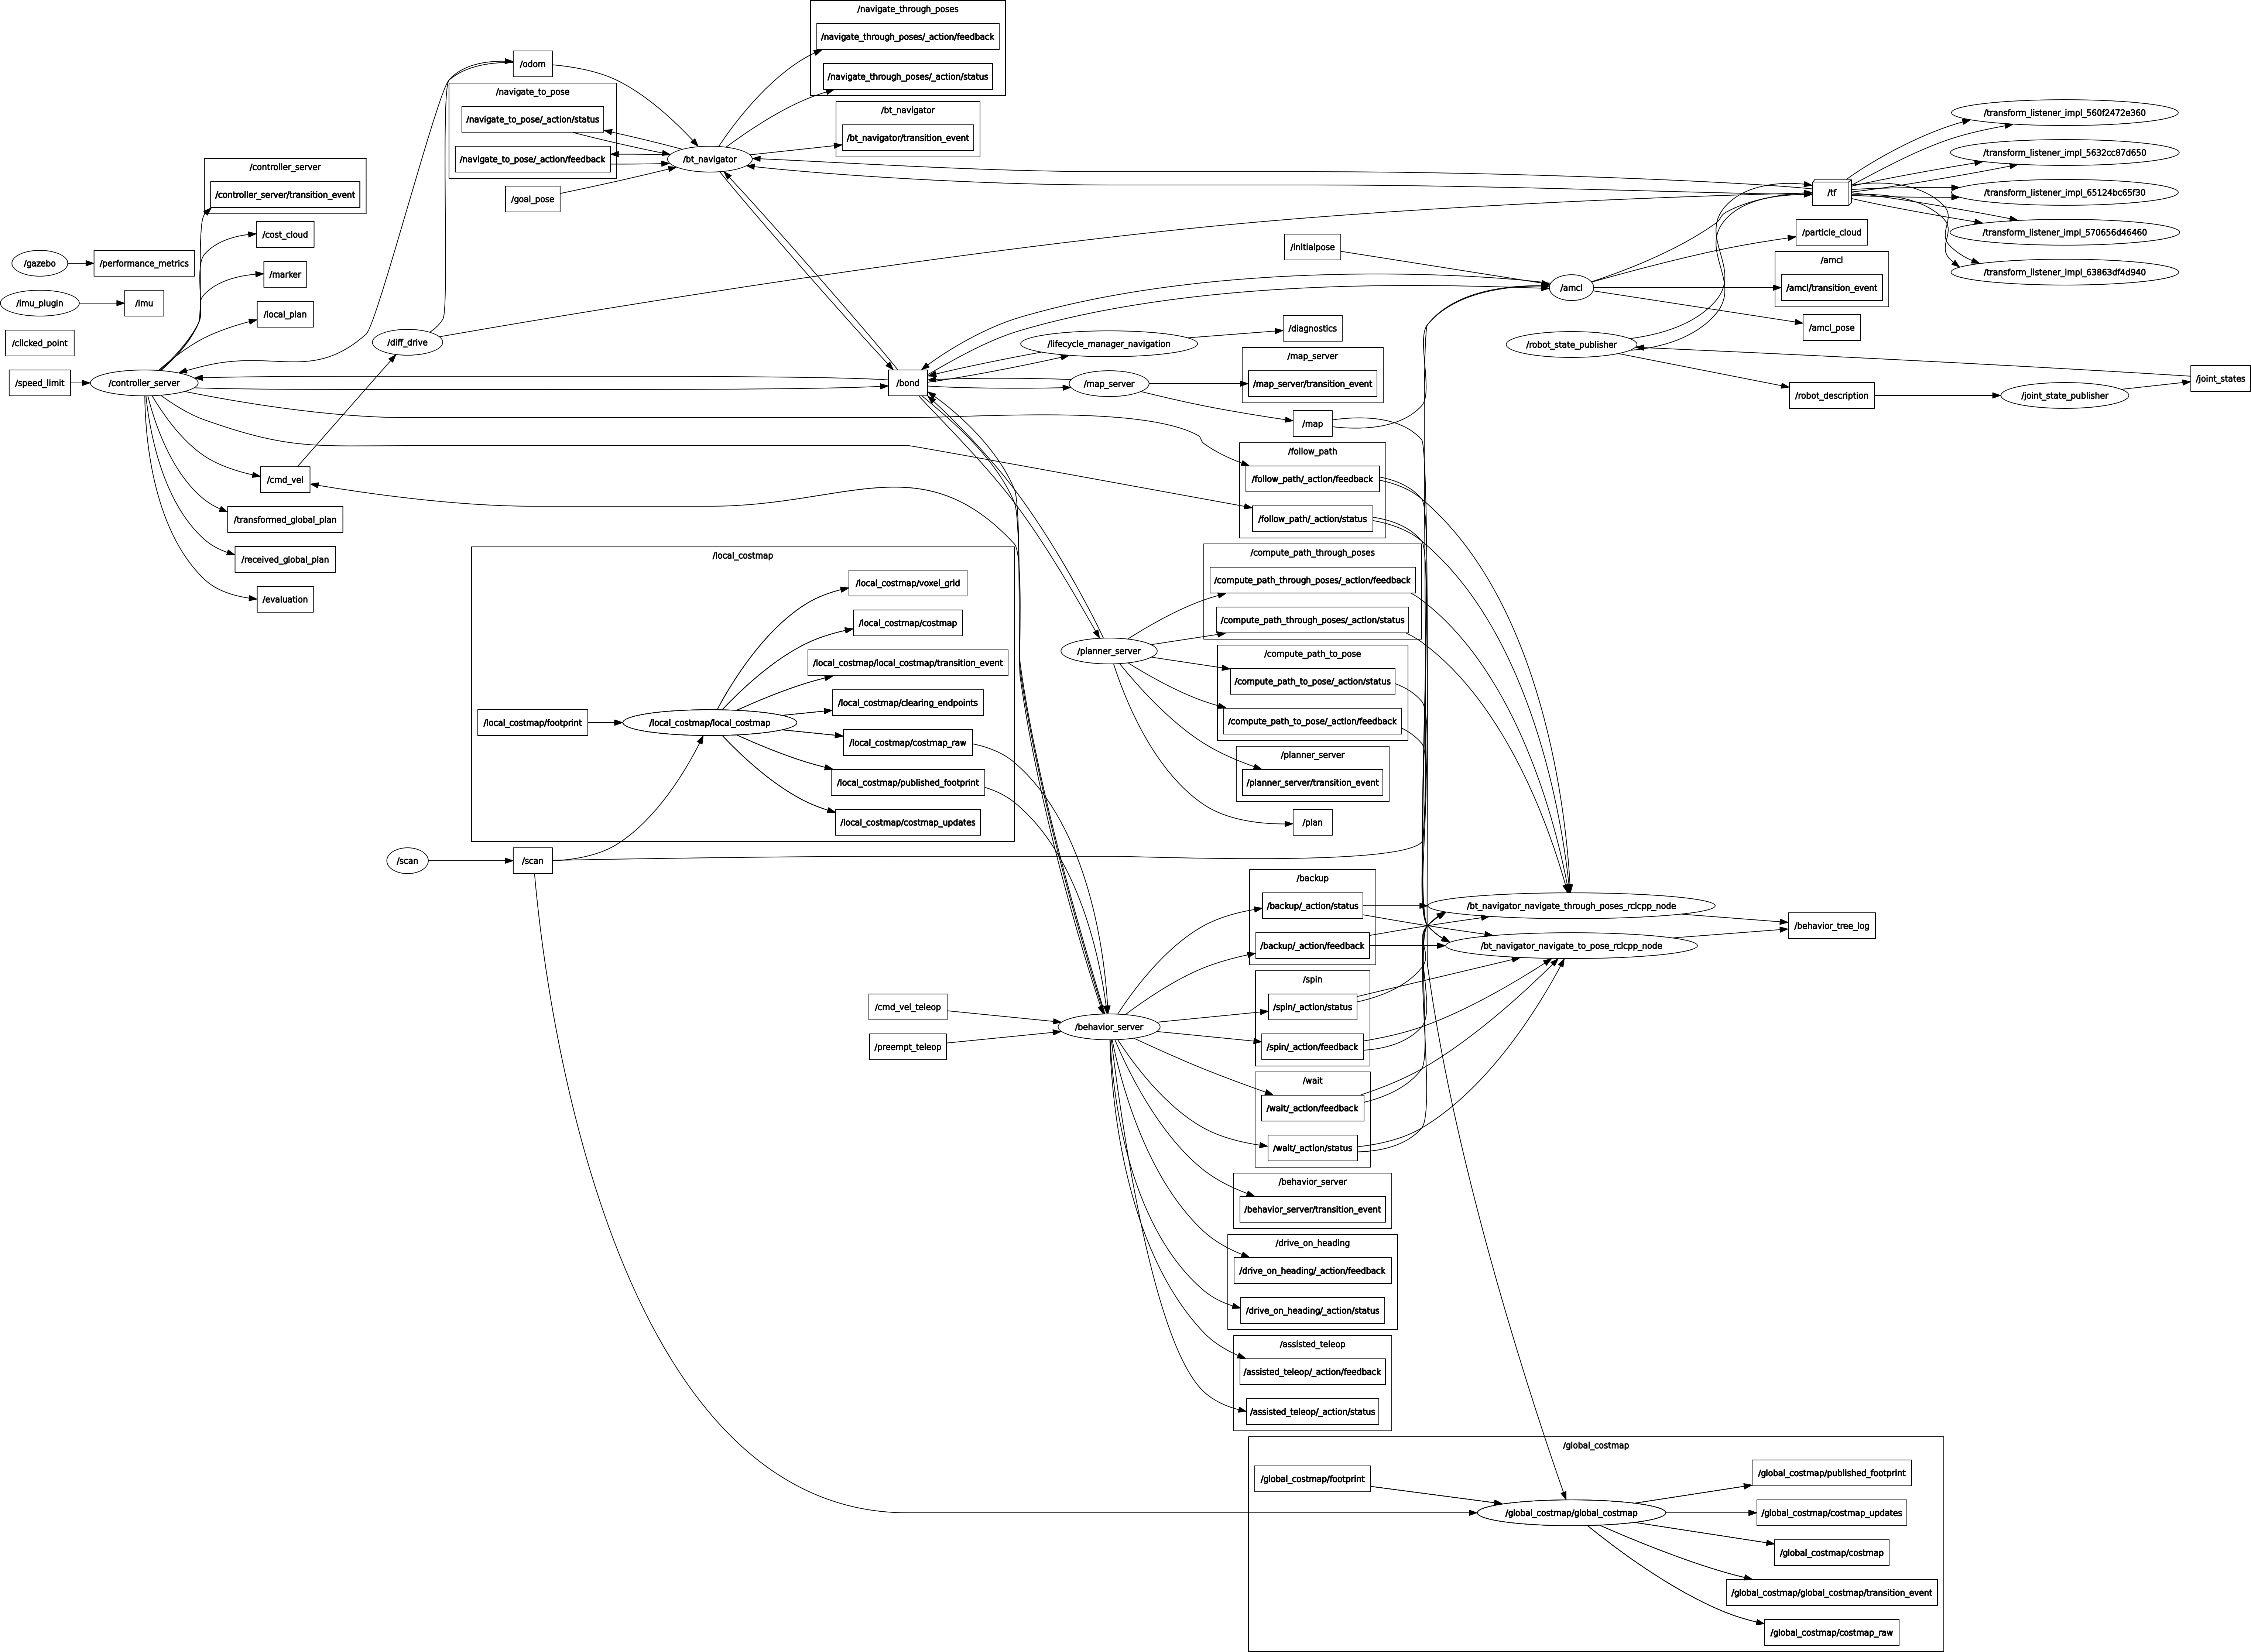 /navigate_through_poses
/navigate_through_poses/_action/feedback
/navigate_through_poses/_action/status
/odom
/navigate_to_pose
/navigate_to_pose/_action/status
/navigate_to_pose/_action/feedback
/bt_navigator
/bt_navigator/transition_event
/bt_navigator
/goal_pose
/controller_server
/controller_server/transition_event
/cost_cloud
/gazebo
/performance_metrics
/marker
/imu_plugin
/imu
/local_plan
/clicked_point
/diff_drive
/speed_limit
/controller_server
/cmd_vel
/transformed_global_plan
/received_global_plan
/evaluation
/tf
/transform_listener_impl_560f2472e360
/transform_listener_impl_5632cc87d650
/transform_listener_impl_65124bc65f30
/transform_listener_impl_570656d46460
/transform_listener_impl_63863df4d940
/initialpose
/particle_cloud
/amcl
/amcl
/amcl/transition_event
/amcl_pose
/diagnostics
/lifecycle_manager_navigation
/robot_state_publisher
/map_server
/map_server/transition_event
/bond
/map_server
/joint_states
/robot_description
/joint_state_publisher
/map
/follow_path
/follow_path/_action/feedback
/follow_path/_action/status
/compute_path_through_poses
/compute_path_through_poses/_action/feedback
/compute_path_through_poses/_action/status
/planner_server
/compute_path_to_pose
/compute_path_to_pose/_action/status
/compute_path_to_pose/_action/feedback
/planner_server
/planner_server/transition_event
/plan
/local_costmap
/local_costmap/voxel_grid
/local_costmap/costmap
/local_costmap/local_costmap/transition_event
/local_costmap/clearing_endpoints
/local_costmap/footprint
/local_costmap/local_costmap
/local_costmap/costmap_raw
/local_costmap/published_footprint
/local_costmap/costmap_updates
/scan
/scan
/backup
/backup/_action/status
/backup/_action/feedback
/bt_navigator_navigate_through_poses_rclcpp_node
/bt_navigator_navigate_to_pose_rclcpp_node
/behavior_tree_log
/spin
/spin/_action/status
/spin/_action/feedback
/cmd_vel_teleop
/preempt_teleop
/behavior_server
/wait
/wait/_action/feedback
/wait/_action/status
/behavior_server
/behavior_server/transition_event
/drive_on_heading
/drive_on_heading/_action/feedback
/drive_on_heading/_action/status
/assisted_teleop
/assisted_teleop/_action/feedback
/assisted_teleop/_action/status
/global_costmap
/global_costmap/footprint
/global_costmap/global_costmap
/global_costmap/published_footprint
/global_costmap/costmap_updates
/global_costmap/costmap
/global_costmap/global_costmap/transition_event
/global_costmap/costmap_raw